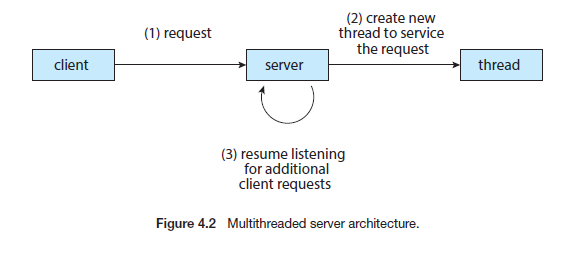 (1) request
(2) create new
thread to service
the request
client
server
thread
(3) resume listening
for additional
client requests
Figure 4.2 Multithreaded server architecture.